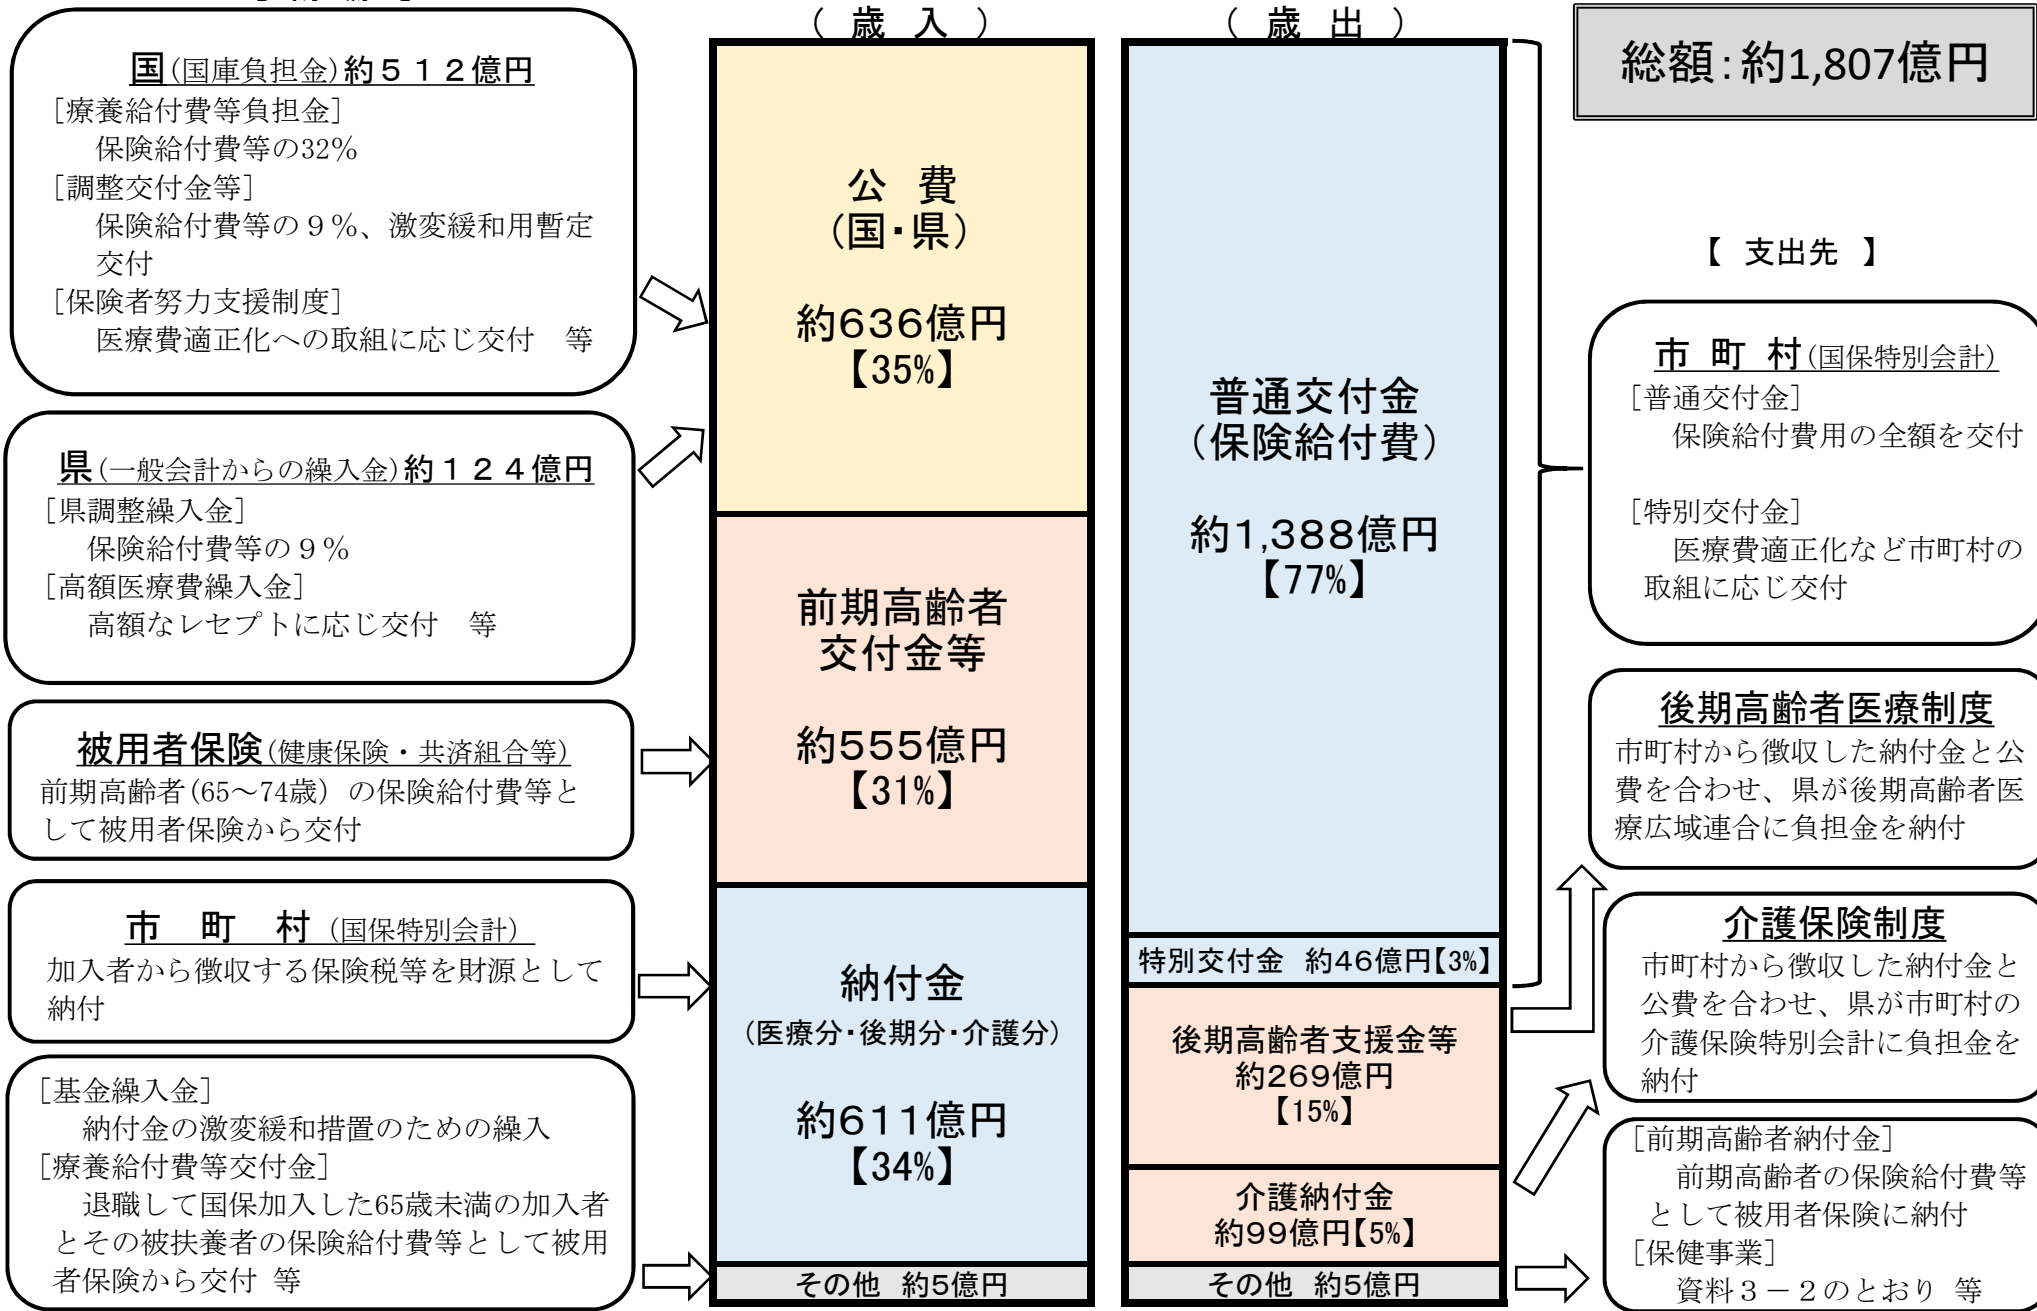 国(国庫負担金)約５１２億円
［療養給付費等負担金］
保険給付費等の32％
［調整交付金等］
保険給付費等の９％、激変緩和用暫定
交付
［保険者努力支援制度］
医療費適正化への取組に応じ交付　等
県(一般会計からの繰入金)約１２４億円
［県調整繰入金］
保険給付費等の９％
［高額医療費繰入金］
高額なレセプトに応じ交付　等
被用者保険(健康保険・共済組合等)
前期高齢者(65～74歳）の保険給付費等と
して被用者保険から交付
市　町　村（国保特別会計）
加入者から徴収する保険税等を財源として
納付
［基金繰入金］
納付金の激変緩和措置のための繰入
［療養給付費等交付金］
退職して国保加入した65歳未満の加入者
とその被扶養者の保険給付費等として被用
者保険から交付 等
（ 歳 入 ）
公 費
（国・県）
約636億円
【35%】
前期高齢者
交付金等
約555億円
【31%】
納付金
（医療分・後期分・介護分）
約611億円
【34%】
その他 約5億円
（ 歳 出 ）
普通交付金
（保険給付費）
約1,388億円
【77%】
特別交付金 約46億円【3%】
後期高齢者支援金等
約269億円
【15%】
介護納付金
約99億円【5%】
その他 約5億円
総額：約1,807億円
【 支出先 】
市 町 村(国保特別会計)
［普通交付金］
保険給付費用の全額を交付
［特別交付金］
医療費適正化など市町村の
取組に応じ交付
後期高齢者医療制度
市町村から徴収した納付金と公
費を合わせ、県が後期高齢者医
療広域連合に負担金を納付
介護保険制度
市町村から徴収した納付金と
公費を合わせ、県が市町村の
介護保険特別会計に負担金を
納付
［前期高齢者納付金］
前期高齢者の保険給付費等
として被用者保険に納付
［保健事業］
資料３－２のとおり 等